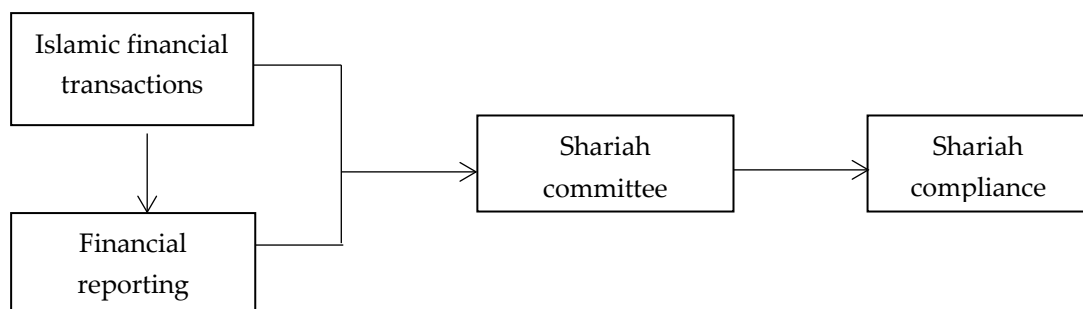 Islamic financial
transactions
Shariah
committee
Shariah
compliance
Financial
reporting